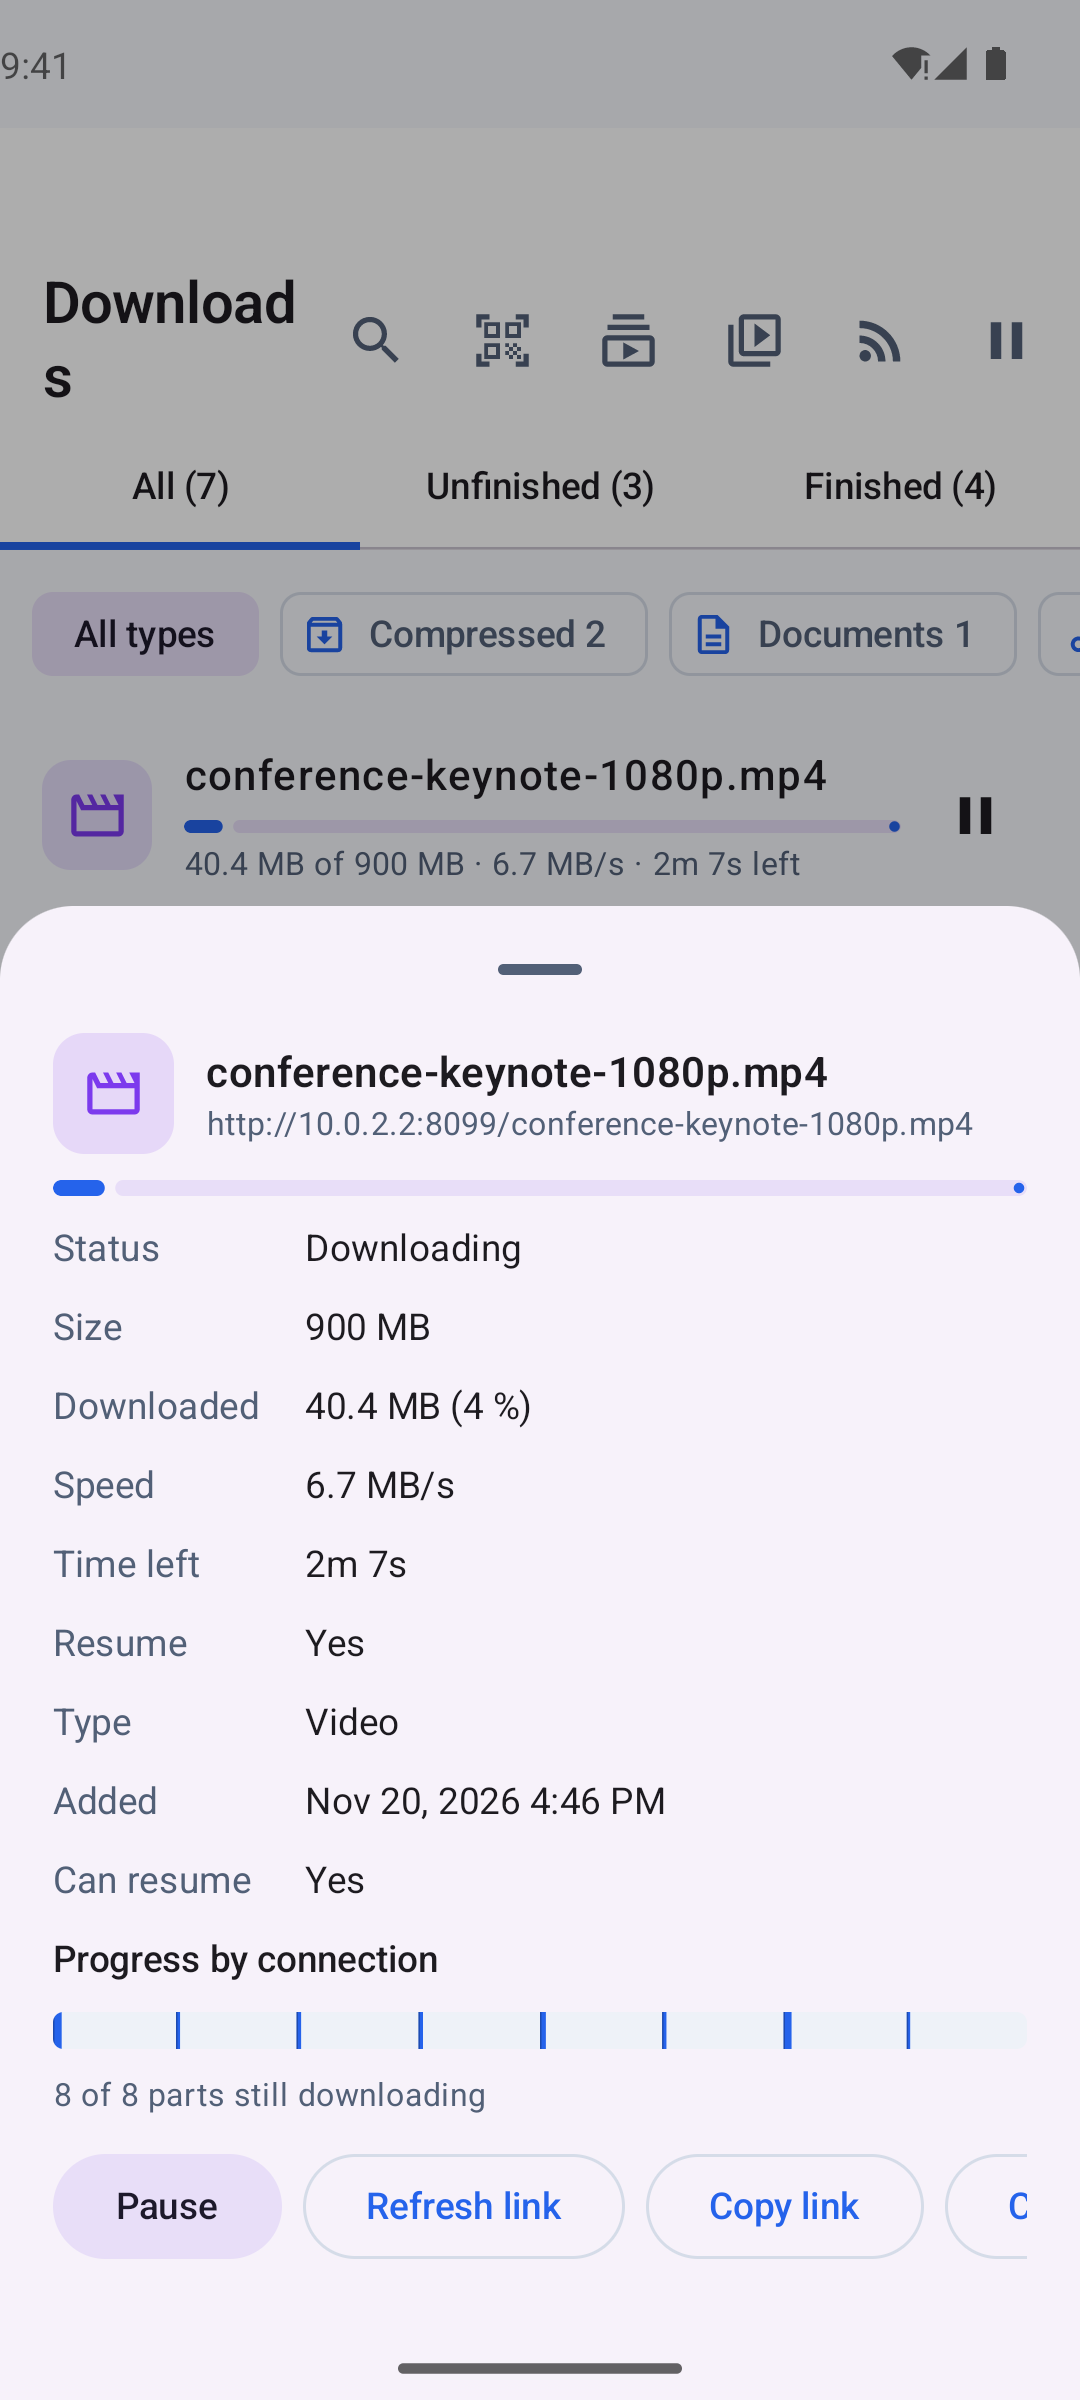 9:41
Download
s
All (7)
Unfinished (3)
Finished (4)
All types
Compressed 2
Documents 1
conference-keynote-1080p.mp4
40.4 MB of 900 MB · 6.7 MB/s · 2m 7s left
conference-keynote-1080p.mp4
http://10.0.2.2:8099/conference-keynote-1080p.mp4
Status Downloading
Size 900 MB
Downloaded 40.4 MB (4 %)
Speed 6.7 MB/s
Time left 2m 7s
Resume Yes
Type Video
Added Nov 20, 2026 4:46 PM
Can resume Yes
Progress by connection
8 of 8 parts still downloading
Pause
Refresh link
Copy link